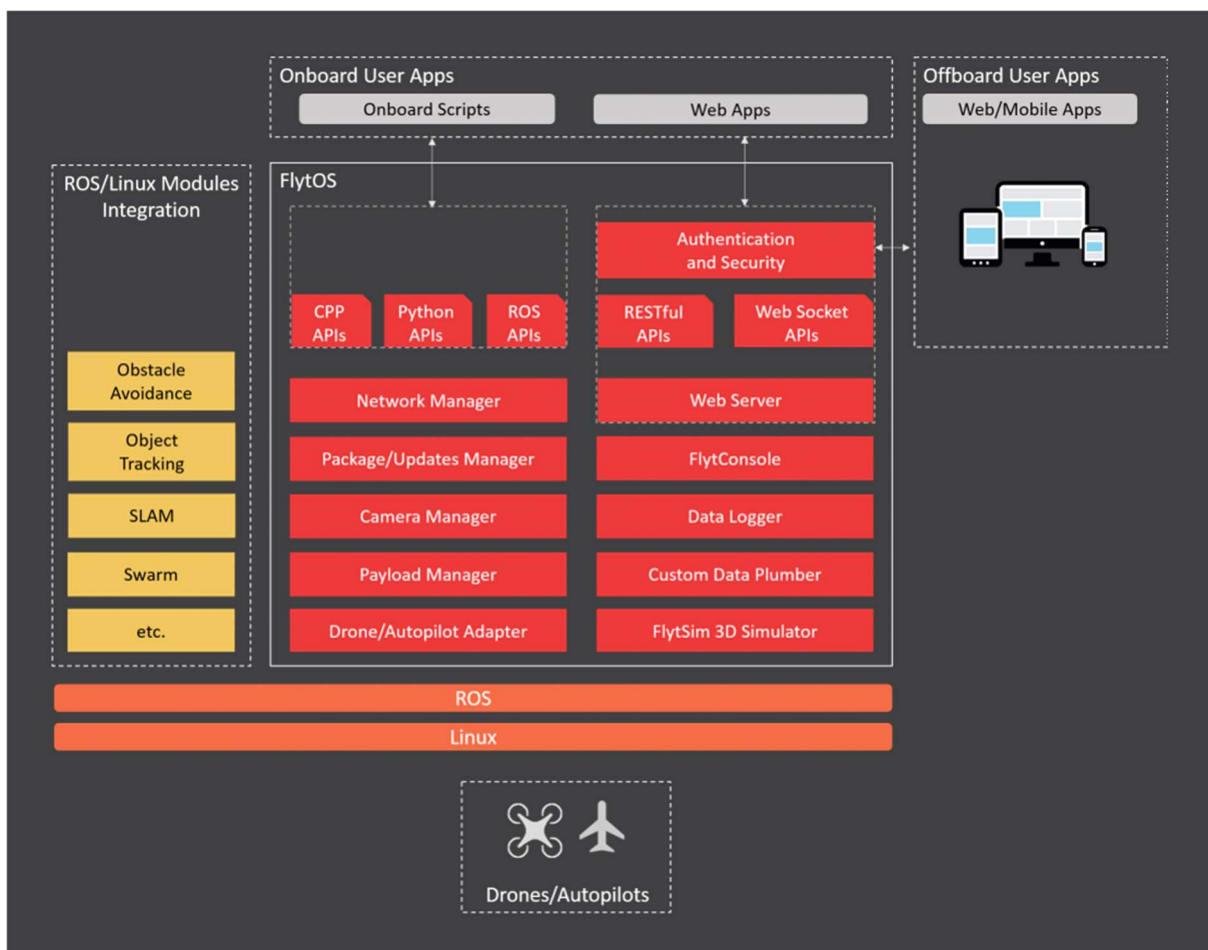 Onboard User Apps
Onboard Scripts
Web Apps
Offboard User Apps
Web/Mobile Apps
ROS/Linux Modules
Integration
Obstacle
Avoidance
Object
Tracking
SLAM
Swarm
etc.
FlytOS
CPP
APIs
Python
APIs
ROS
APIs
Network Manager
Package/Updates Manager
Camera Manager
Payload Manager
Drone/Autopilot Adapter
Authentication
and Security
RESTful
APIs
Web Socket
APIs
Web Server
FlytConsole
Data Logger
Custom Data Plumber
FlytSim 3D Simulator
ROS
Linux
Drones/Autopilots